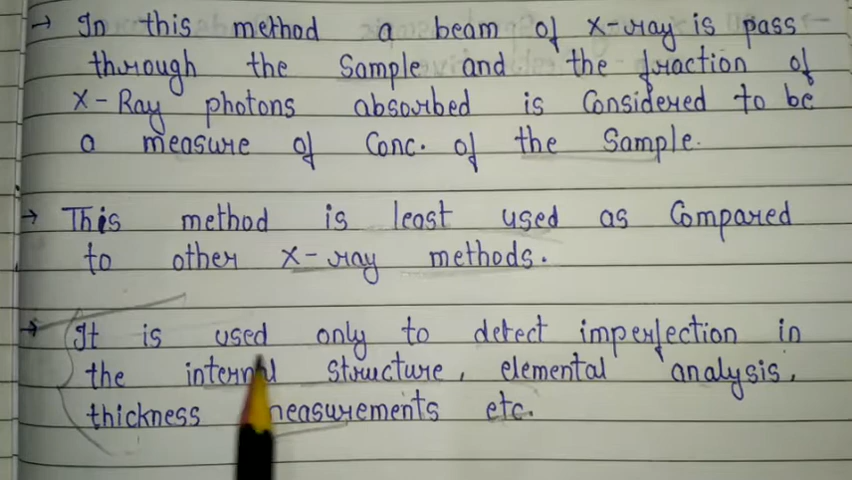 → In this method a beam of X-ray is pass
through the Sample and the fraction of
X-Ray photons absorbed is Considered to be
a measure of Conc. of the Sample.
→ This method is least used as Compared
to other X-ray methods.
→ It is used only to detect imperfection in
the internal structure, elemental analysis,
thickness measurements etc.